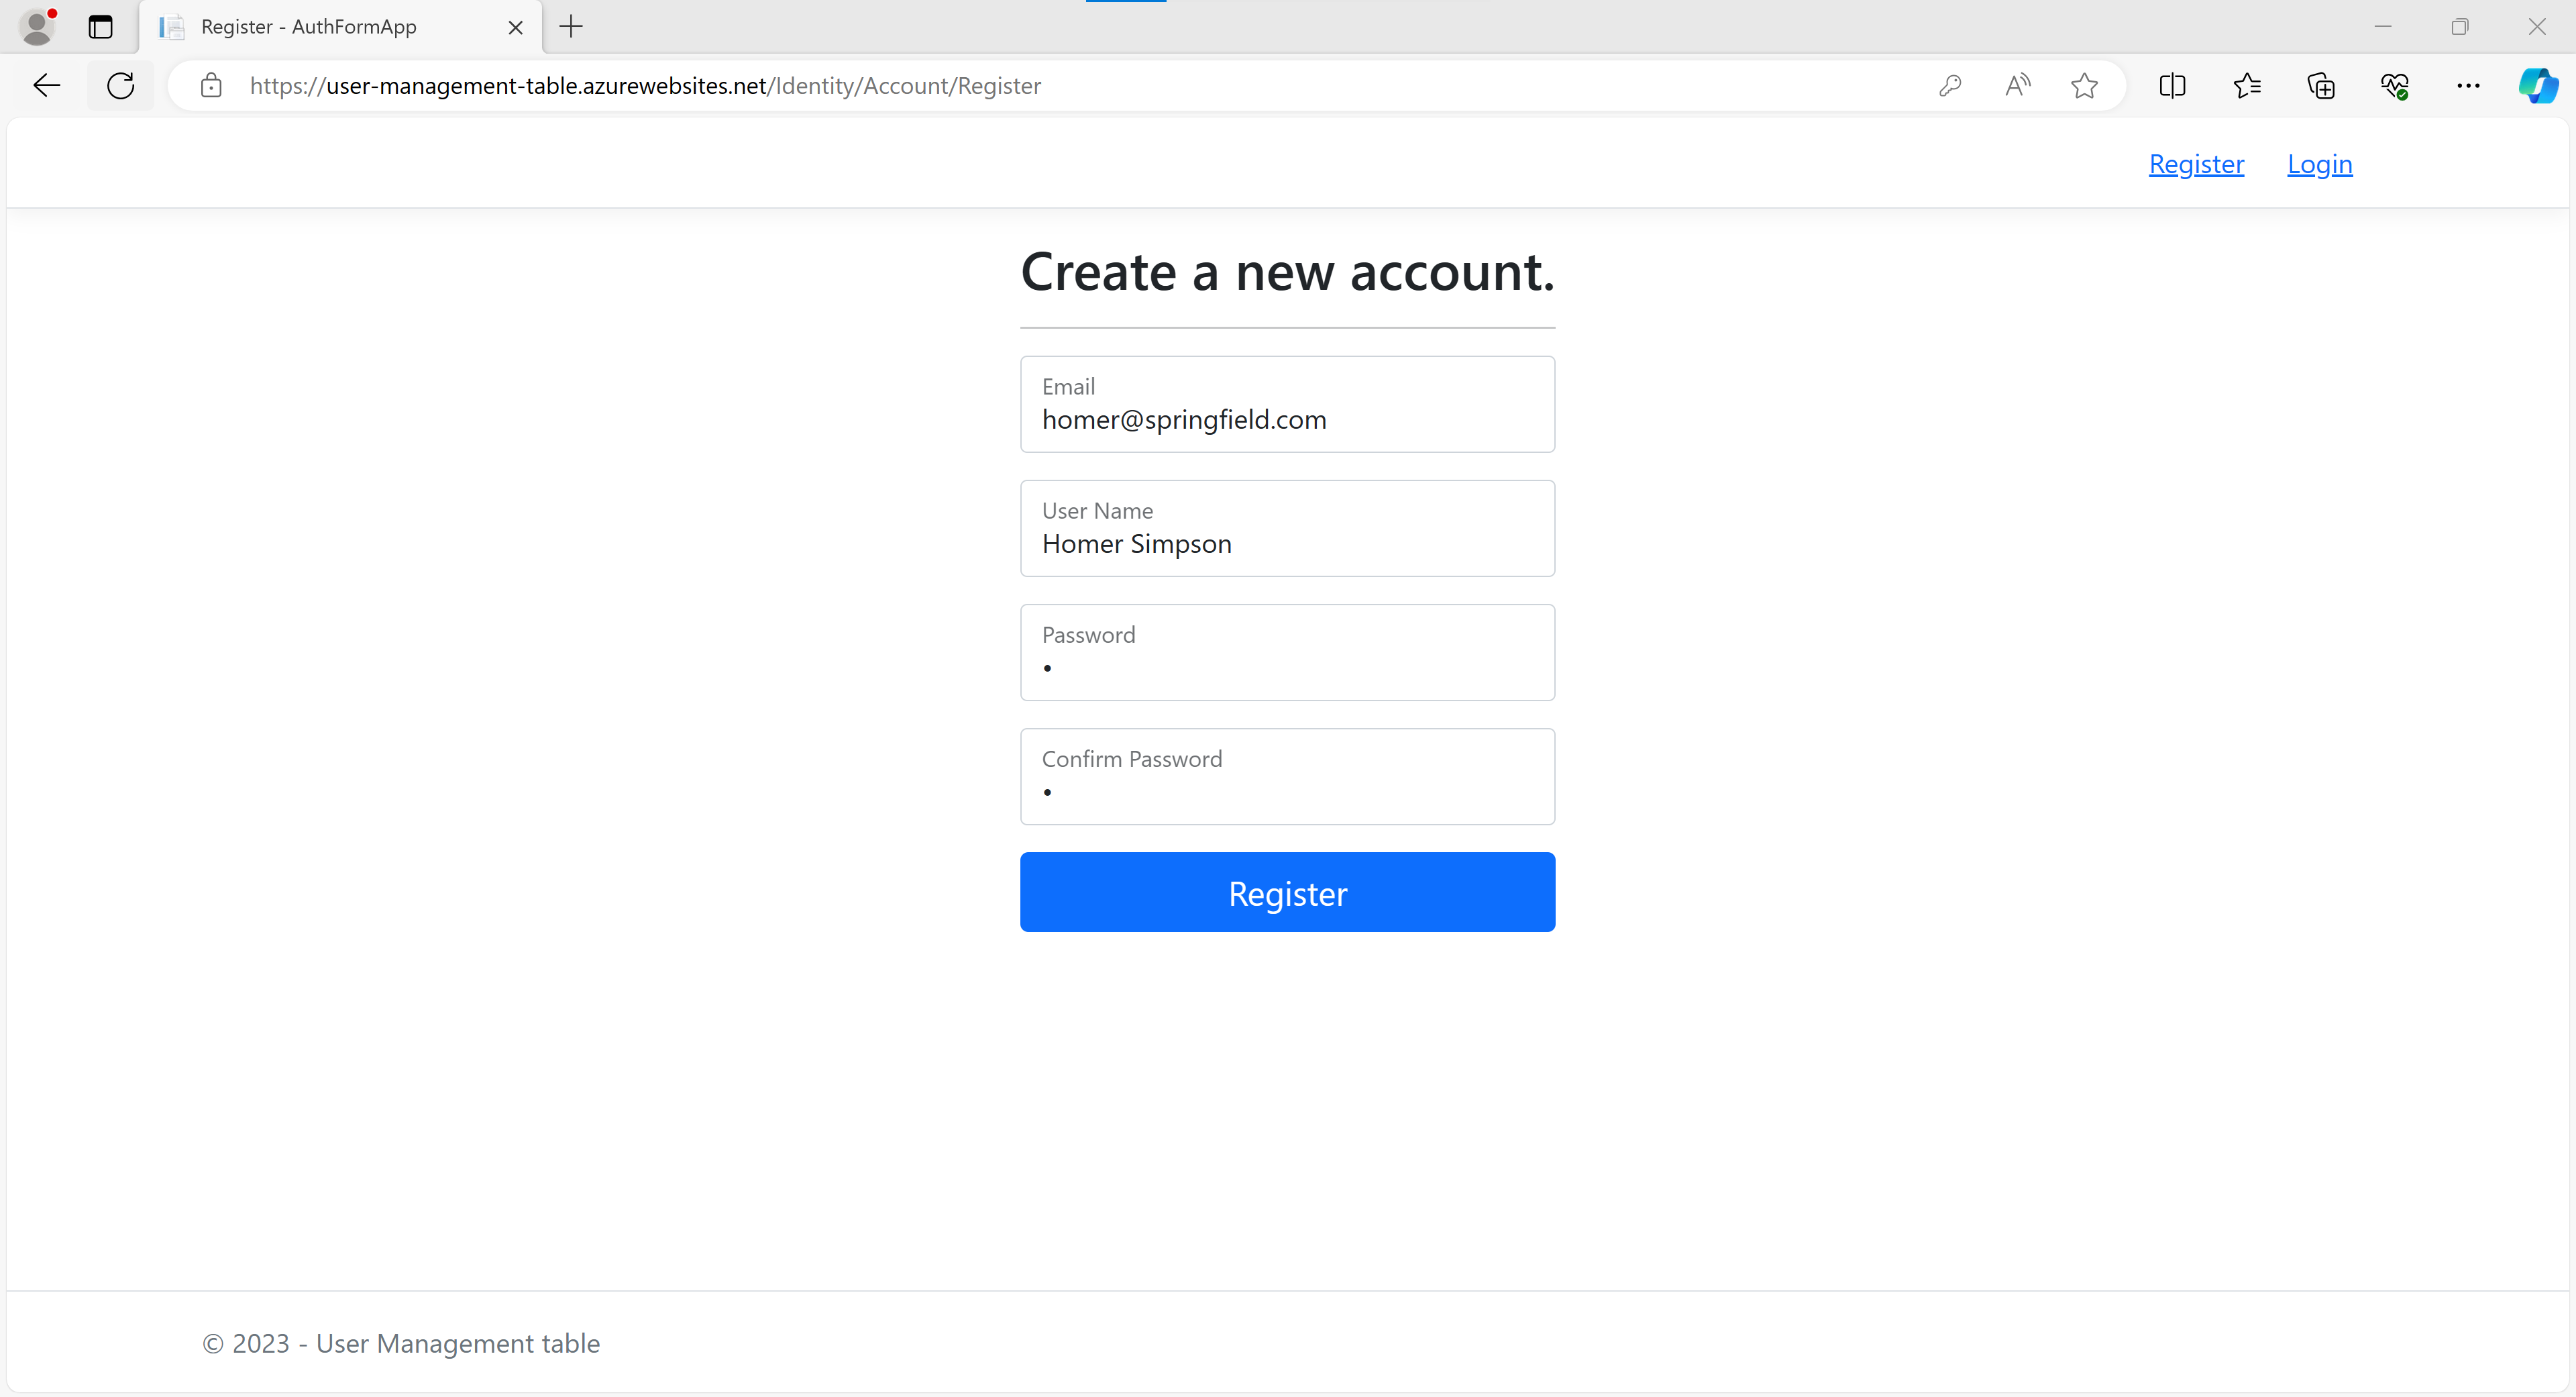 Register - AuthFormApp
https://user-management-table.azurewebsites.net/Identity/Account/Register
Register Login
Create a new account.
Email
homer@springfield.com
User Name
Homer Simpson
Password
•
Confirm Password
•
Register
© 2023 - User Management table